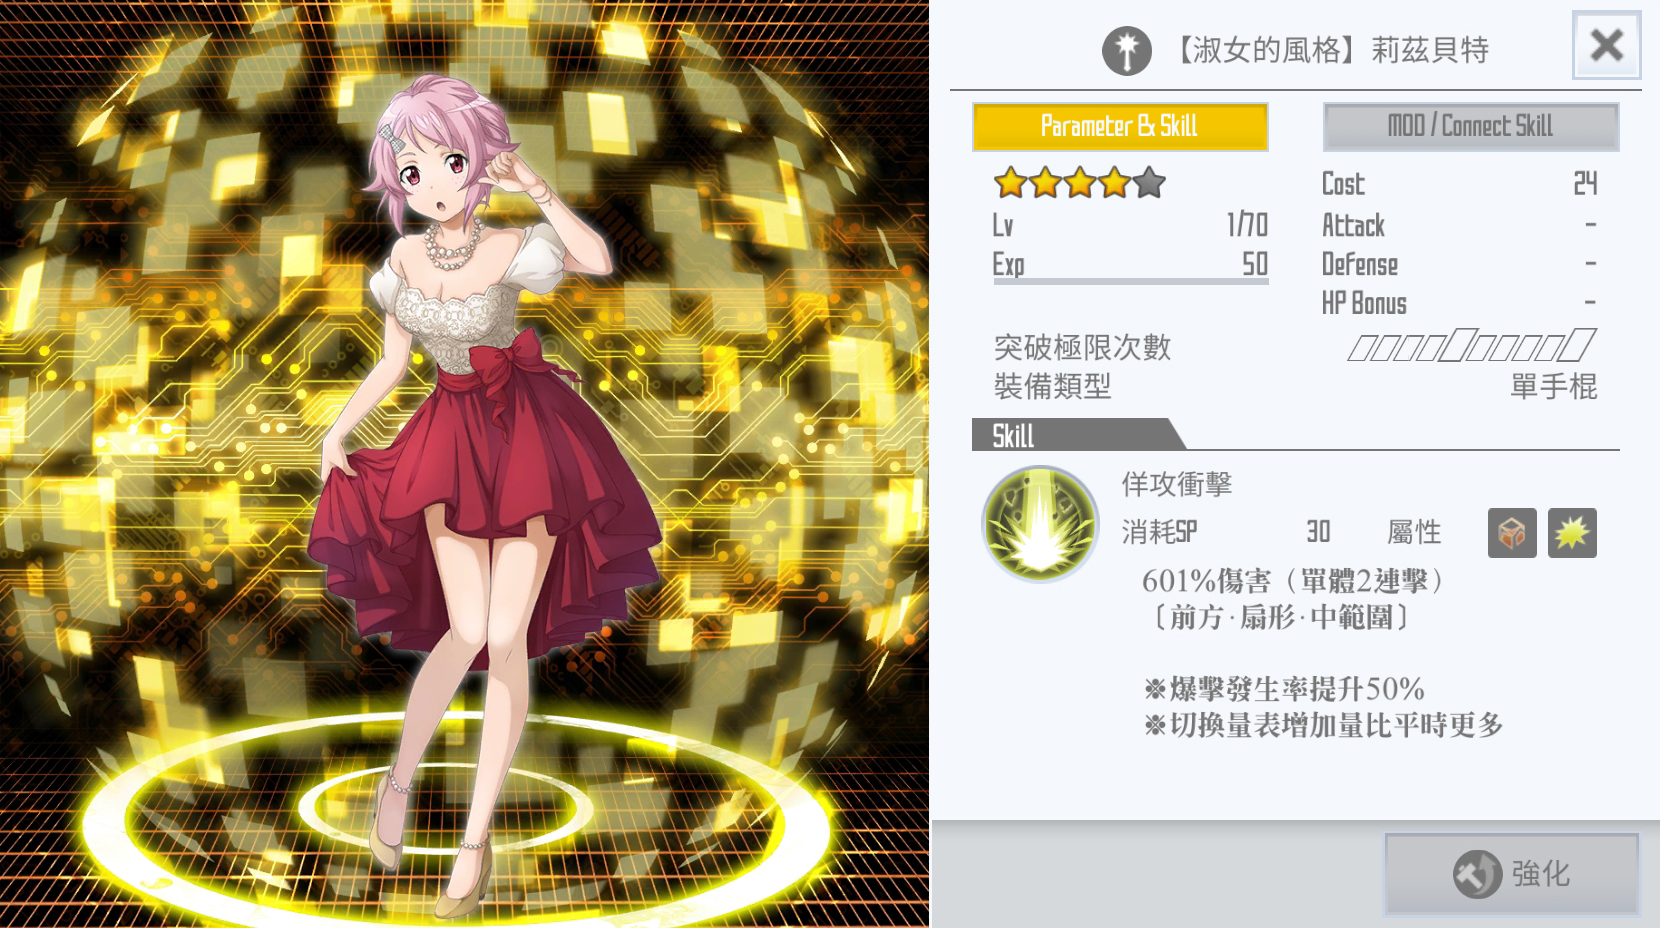 【淑女的風格】莉茲貝特
Parameter & Skill
MOD / Connect Skill
Lv 1/70
Exp 50
Cost 24
Attack -
Defense -
HP Bonus -
突破極限次數
裝備類型 單手棍
Skill
佯攻衝擊
消耗SP 30 屬性
601%傷害（單體2連擊）
〔前方·扇形·中範圍〕
※爆擊發生率提升50%
※切換量表增加量比平時更多
強化